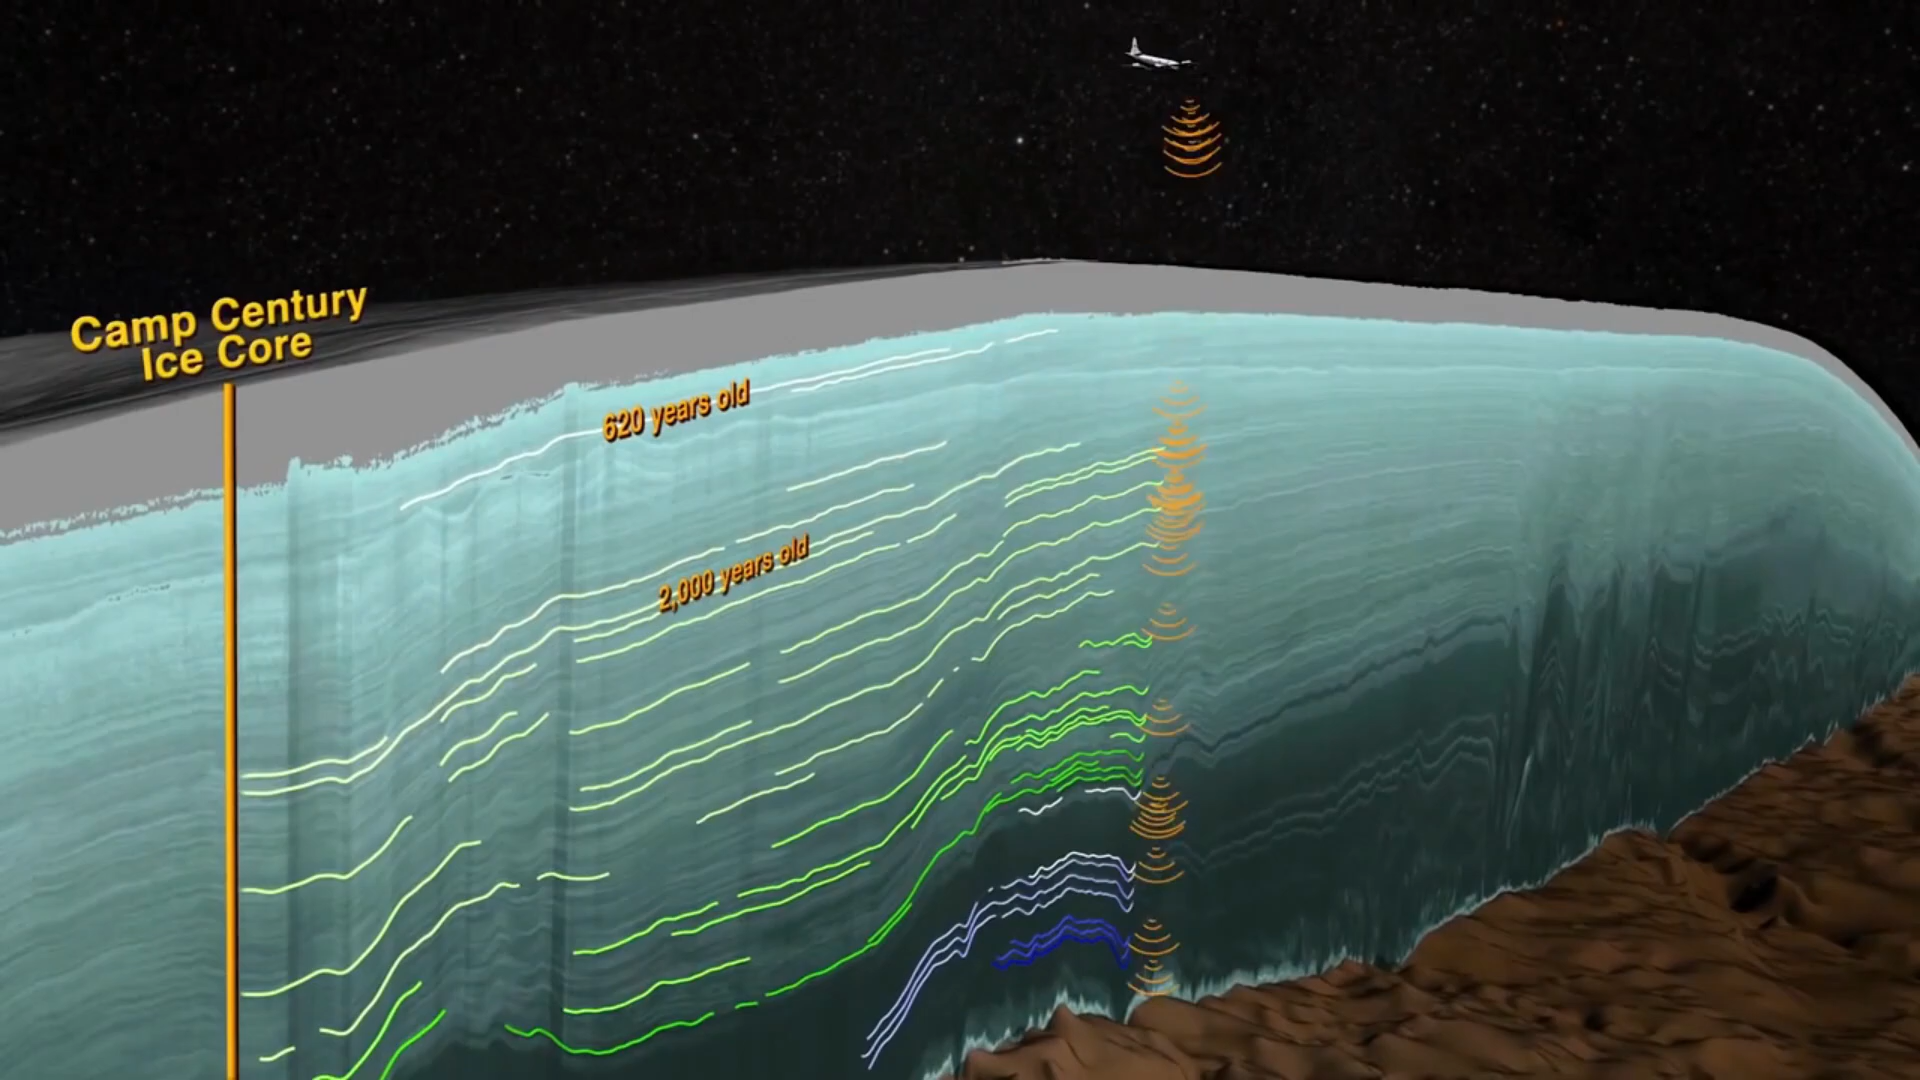 Camp Century
Ice Core
620 years old
2,000 years old